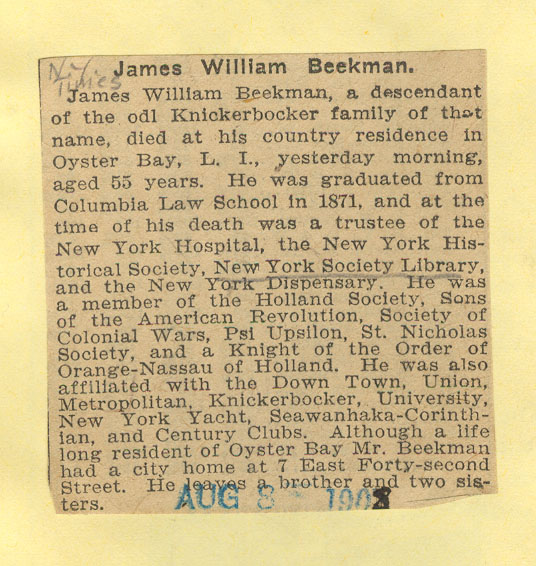 N.Y.
Times
James William Beekman.
James William Beekman, a descendant
of the odl Knickerbocker family of that
name, died at his country residence in
Oyster Bay, L. I., yesterday morning,
aged 55 years. He was graduated from
Columbia Law School in 1871, and at the
time of his death was a trustee of the
New York Hospital, the New York His-
torical Society, New York Society Library,
and the New York Dispensary. He was
a member of the Holland Society, Sons
of the American Revolution, Society of
Colonial Wars, Psi Upsilon, St. Nicholas
Society, and a Knight of the Order of
Orange-Nassau of Holland. He was also
affiliated with the Down Town, Union,
Metropolitan, Knickerbocker, University,
New York Yacht, Seawanhaka-Corinth-
ian, and Century Clubs. Although a life
long resident of Oyster Bay Mr. Beekman
had a city home at 7 East Forty-second
Street. He leaves a brother and two sis-
ters.
AUG 8 1908